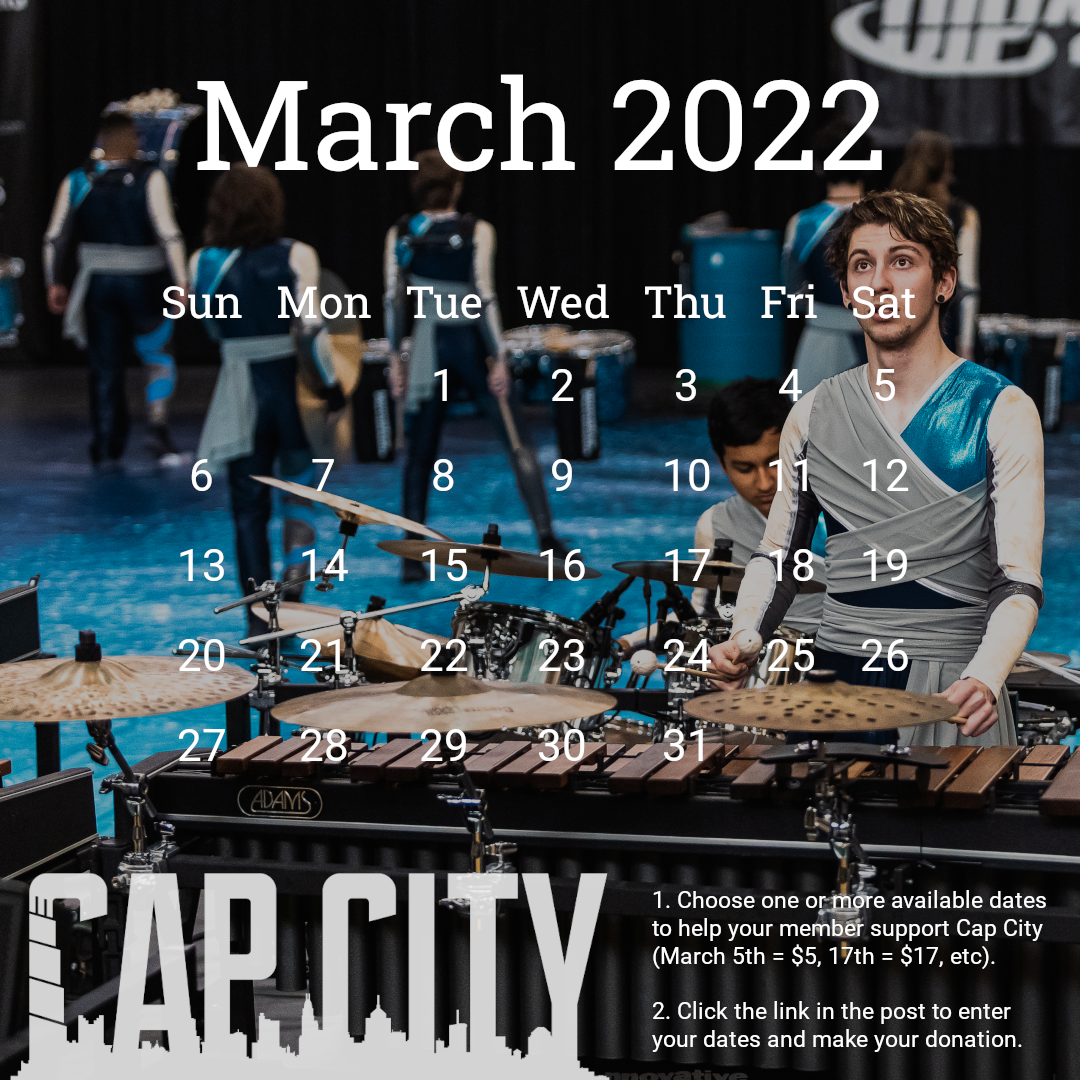 March 2022
Sun Mon Tue Wed Thu Fri Sat
1 2 3 4 5
6 7 8 9 10 11 12
13 14 15 16 17 18 19
20 21 22 23 24 25 26
27 28 29 30 31
ADAMS
CAP CITY
1. Choose one or more available dates
to help your member support Cap City
(March 5th = $5, 17th = $17, etc).
2. Click the link in the post to enter
your dates and make your donation.
innovative